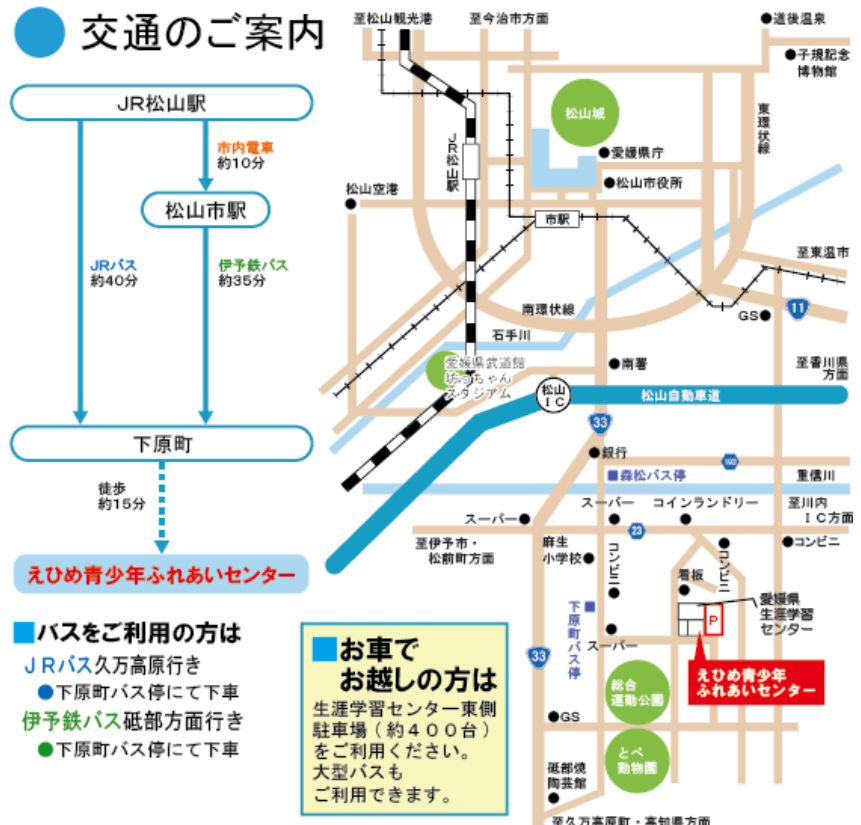 交通のご案内
JR松山駅
市内電車
約10分
松山市駅
JRバス
約40分
伊予鉄バス
約35分
下原町
徒歩
約15分
えひめ青少年ふれあいセンター
■バスをご利用の方は
JRバス久万高原行き
●下原町バス停にて下車
伊予鉄バス砥部方面行き
●下原町バス停にて下車
■お車で
お越しの方は
生涯学習センター東側
駐車場(約400台)
をご利用ください。
大型バスも
ご利用できます。
至松山観光港
至今治市方面
●道後温泉
●子規記念
博物館
松山城
東環状線
JR松山駅
●愛媛県庁
●松山市役所
松山空港
市駅
至東温市
南環状線
11
GS●
石手川
愛媛県武道館
坊っちゃん
スタジアム
●南署
至香川県
方面
松山
IC
松山自動車道
33
●銀行
193
■森松バス停
重信川
スーパー●
スーパー
コインランドリー
至川内
IC方面
23
至伊予市・
松前町方面
麻生
小学校●
コンビニ
コンビニ
●コンビニ
看板
下原町バス停
スーパー
P
愛媛県
生涯学習
センター
33
えひめ青少年
ふれあいセンター
総合
運動公園
●GS
とべ
動物園
砥部焼
陶芸館
至久万高原町・高知県方面